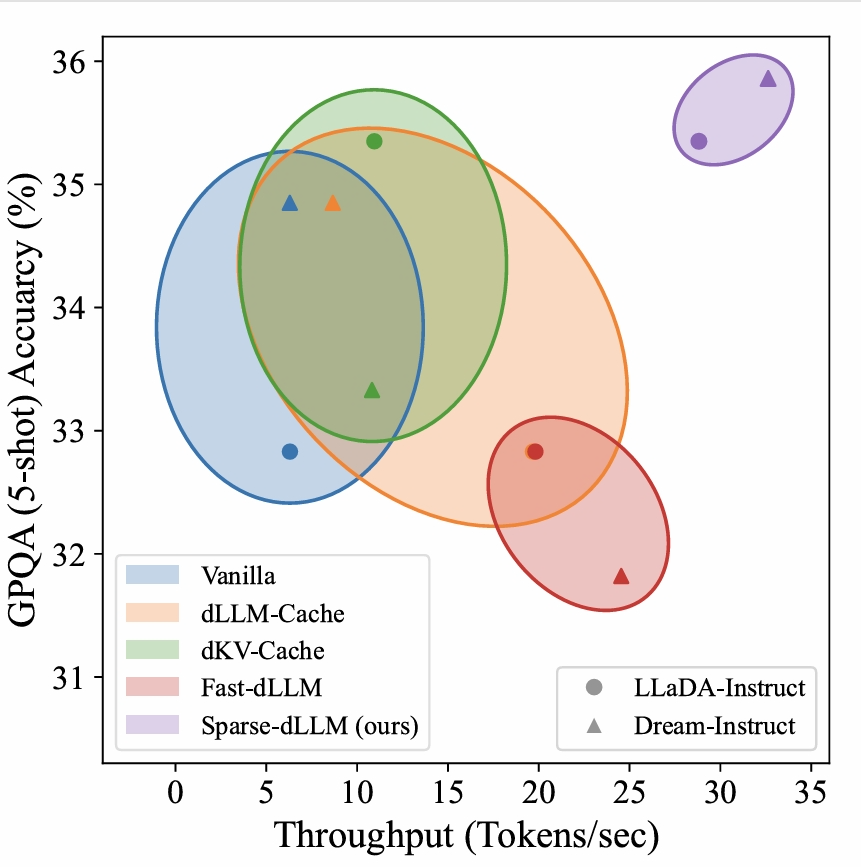 GPQA (5-shot) Accuarcy (%)
36
35
34
33
32
31
Vanilla
dLLM-Cache
dKV-Cache
Fast-dLLM
Sparse-dLLM (ours)
LLaDA-Instruct
Dream-Instruct
0 5 10 15 20 25 30 35
Throughput (Tokens/sec)